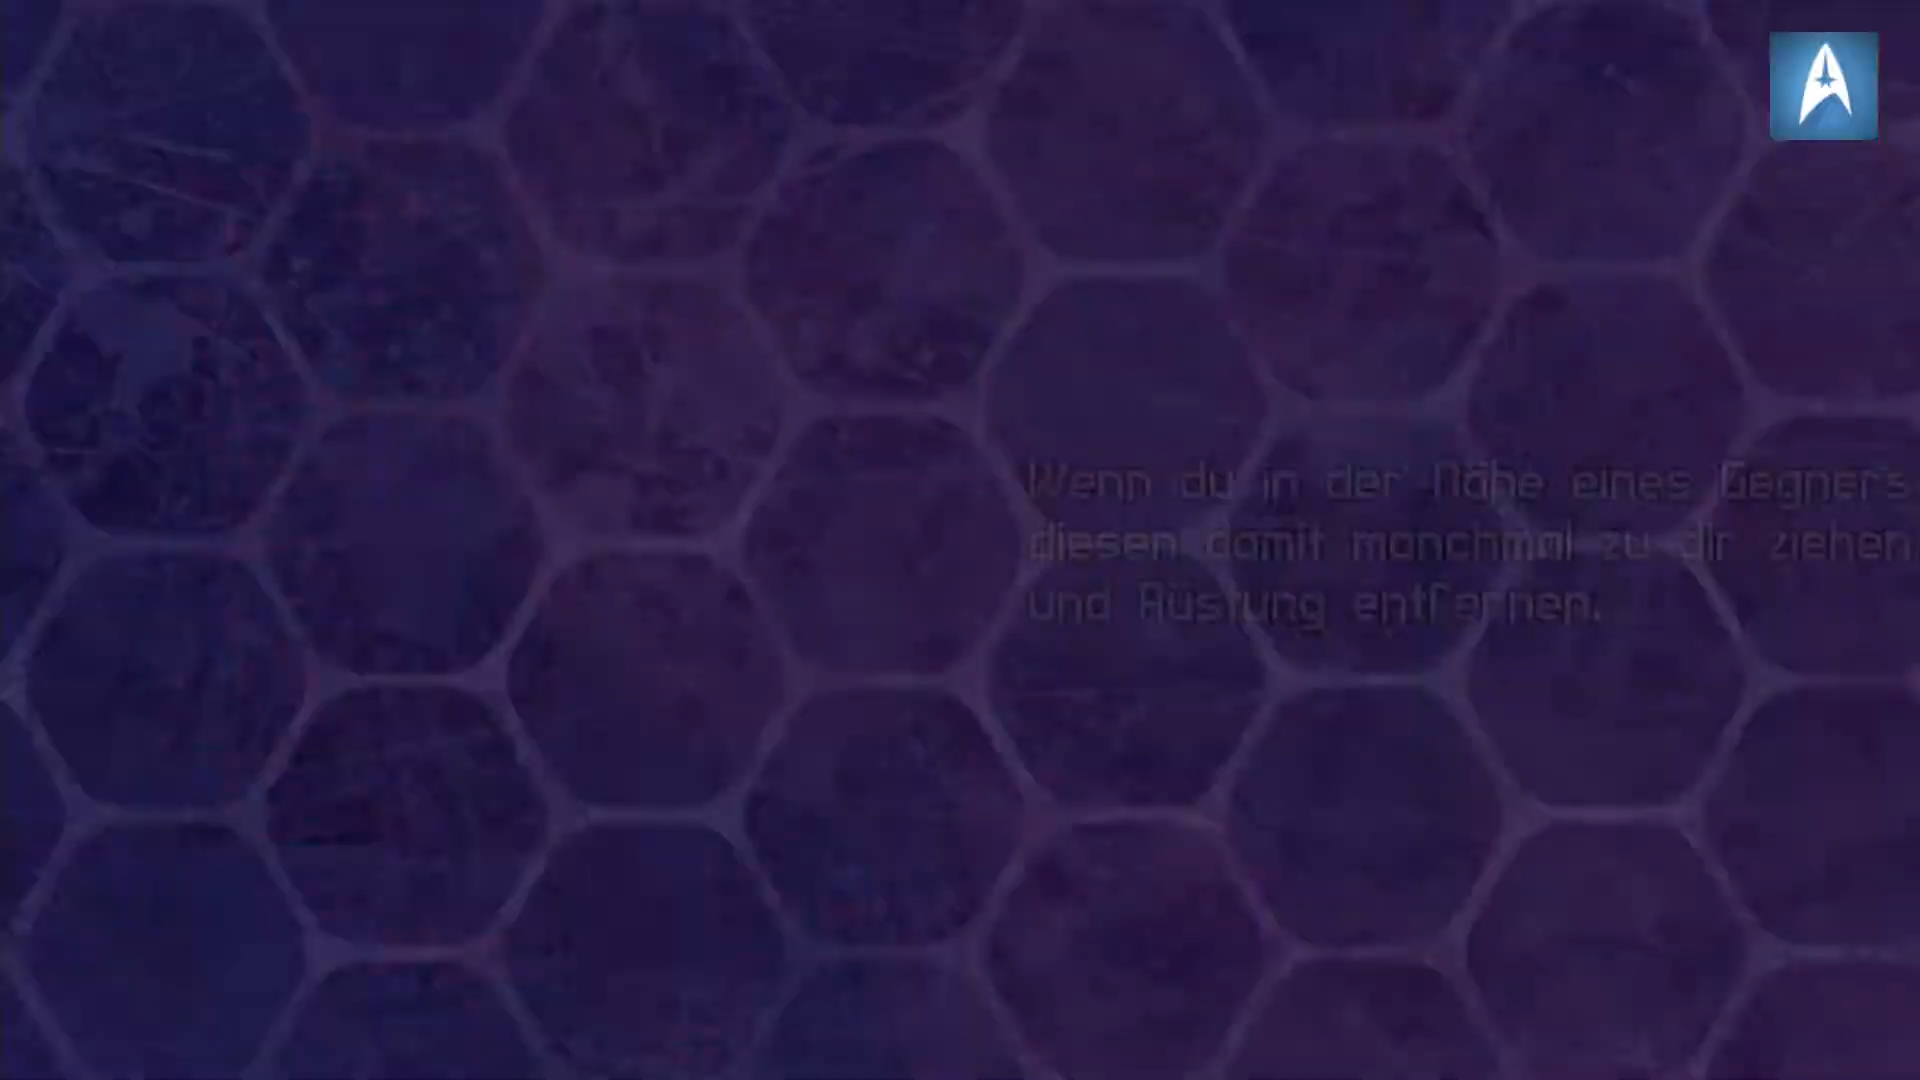 Wenn du in der Nähe eines Gegners
diesen damit manchmal zu dir ziehen
und Rüstung entfernen.